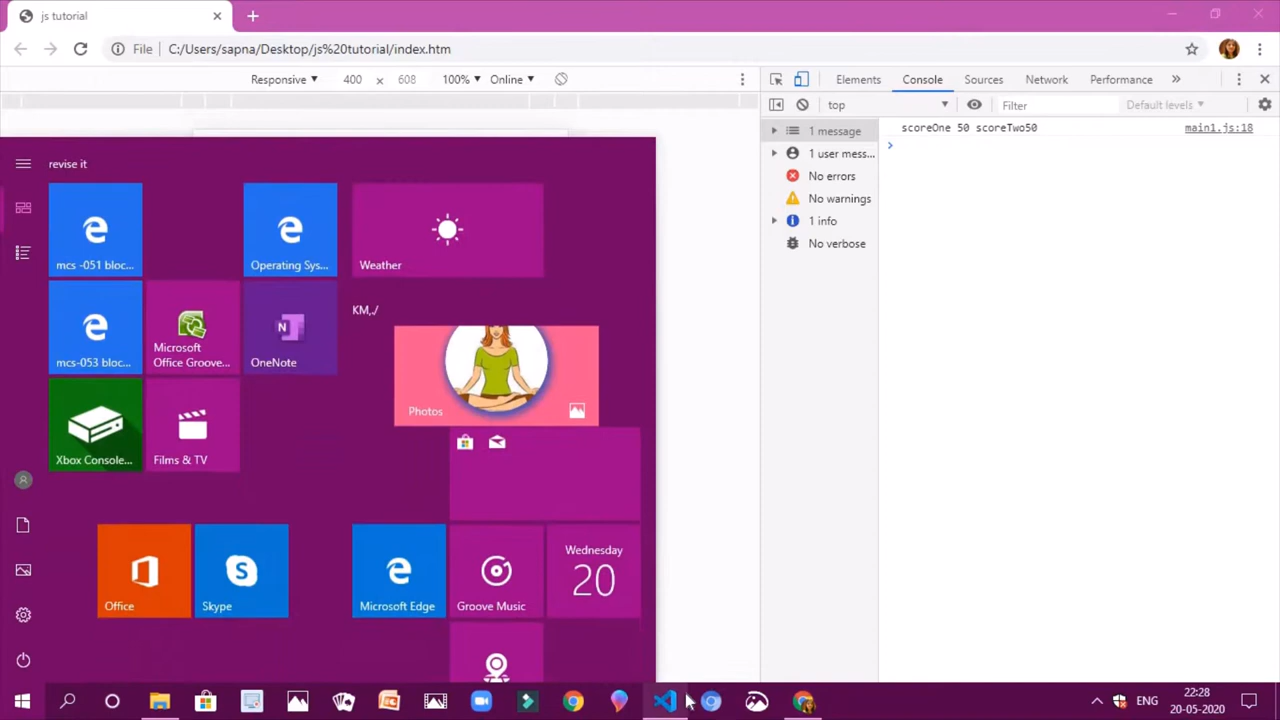 js tutorial
File C:/Users/sapna/Desktop/js%20tutorial/index.htm
Responsive 400 × 608 100% Online
Elements Console Sources Network Performance
top Filter Default levels
1 message
1 user mess...
No errors
No warnings
1 info
No verbose
scoreOne 50 scoreTwo50 main1.js:18
revise it
mcs -051 bloc...
Operating Sys...
Weather
mcs-053 bloc...
Microsoft
Office Groove...
OneNote
KM,./
Photos
Xbox Console...
Films & TV
Office
Skype
Microsoft Edge
Groove Music
Wednesday
20
ENG
22:28
20-05-2020